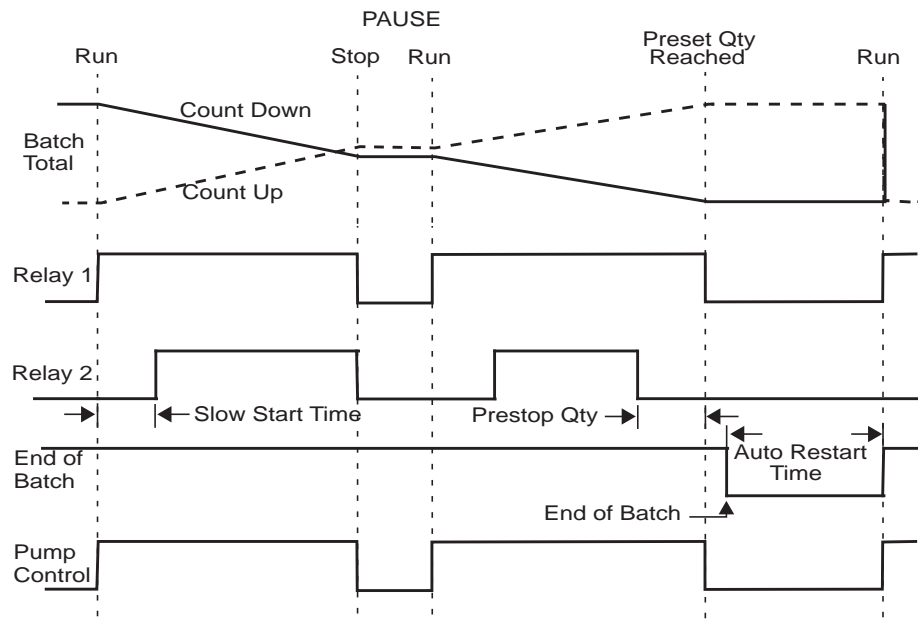 PAUSE
Run
Stop
Run
Preset Qty
Reached
Run
Count Down
Batch
Total
Count Up
Relay 1
Relay 2
Slow Start Time
Prestop Qty
End of
Batch
Auto Restart
Time
End of Batch
Pump
Control